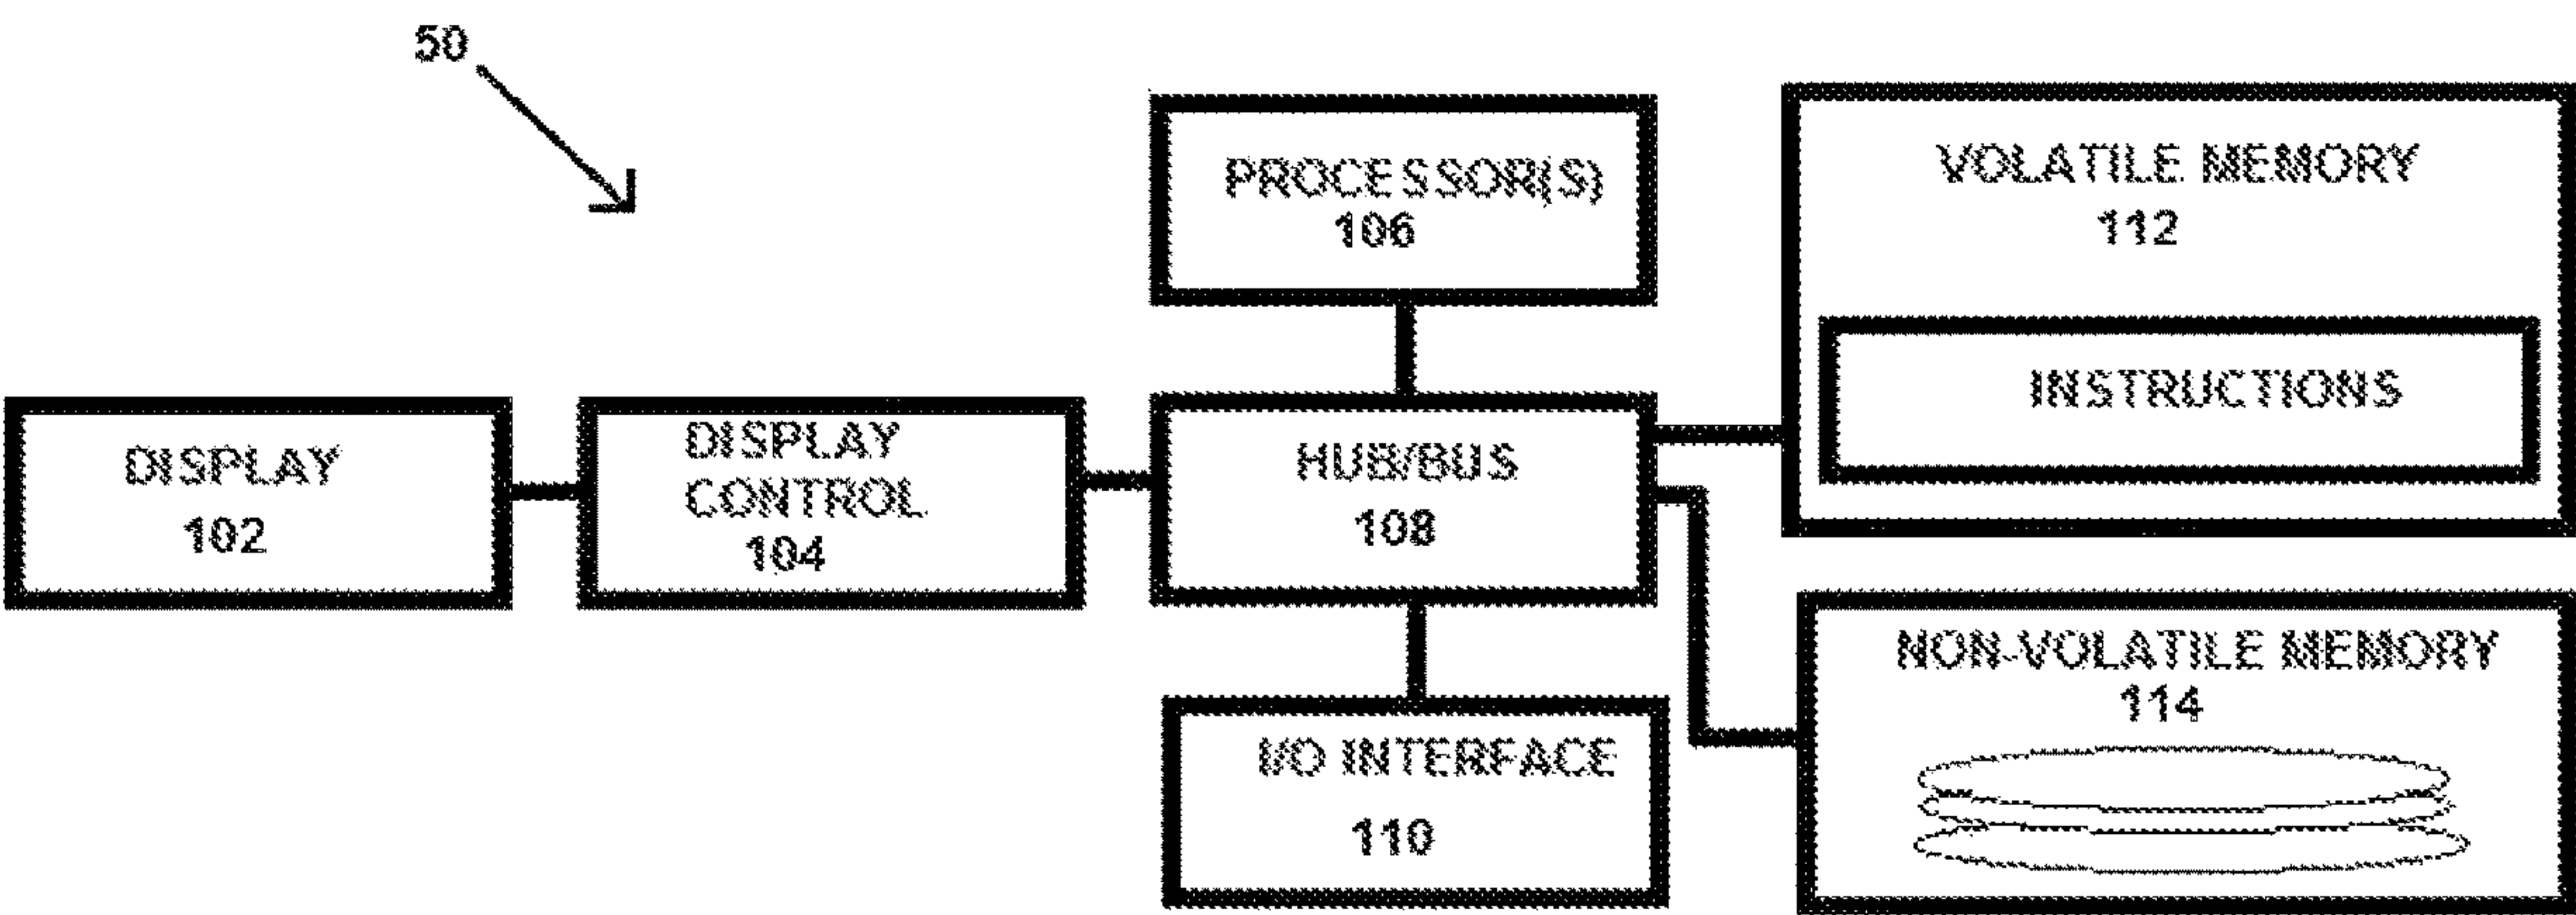 50
PROCESSOR(S)
106
VOLATILE MEMORY
112
INSTRUCTIONS
DISPLAY
102
DISPLAY
CONTROL
104
HUB/BUS
108
NON-VOLATILE MEMORY
114
I/O INTERFACE
110